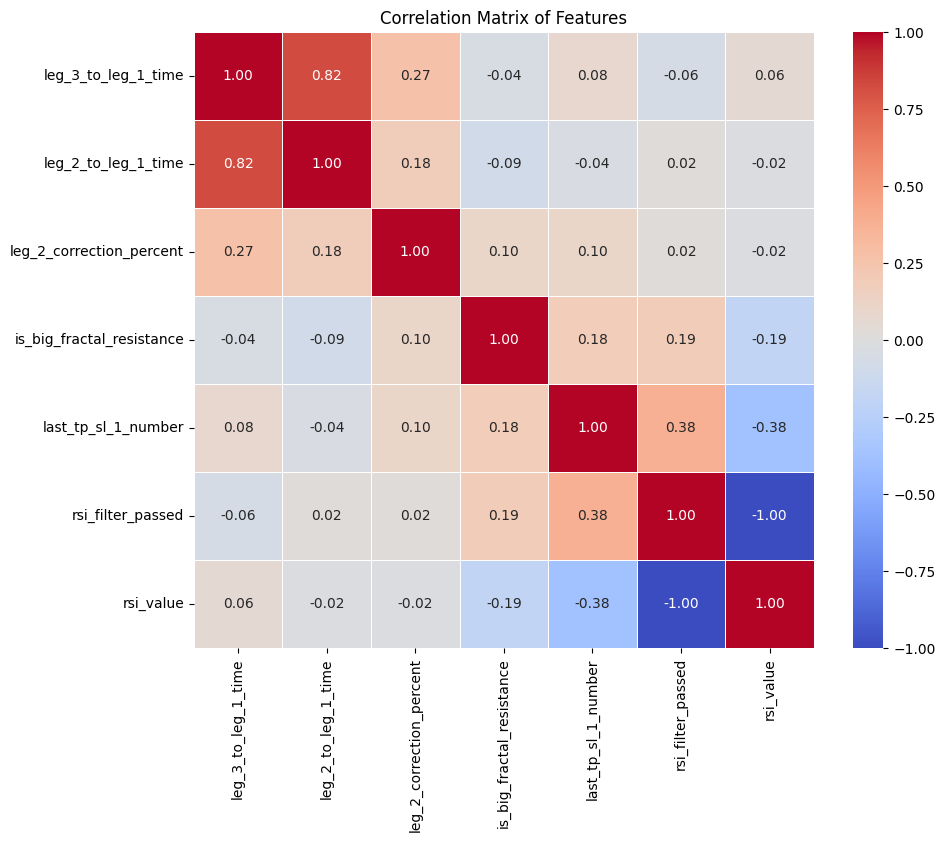 Correlation Matrix of Features
leg_3_to_leg_1_time 1.00 0.82 0.27 -0.04 0.08 -0.06 0.06
leg_2_to_leg_1_time 0.82 1.00 0.18 -0.09 -0.04 0.02 -0.02
leg_2_correction_percent 0.27 0.18 1.00 0.10 0.10 0.02 -0.02
is_big_fractal_resistance -0.04 -0.09 0.10 1.00 0.18 0.19 -0.19
last_tp_sl_1_number 0.08 -0.04 0.10 0.18 1.00 0.38 -0.38
rsi_filter_passed -0.06 0.02 0.02 0.19 0.38 1.00 -1.00
rsi_value 0.06 -0.02 -0.02 -0.19 -0.38 -1.00 1.00
leg_3_to_leg_1_time
leg_2_to_leg_1_time
leg_2_correction_percent
is_big_fractal_resistance
last_tp_sl_1_number
rsi_filter_passed
rsi_value
1.00
0.75
0.50
0.25
0.00
-0.25
-0.50
-0.75
-1.00